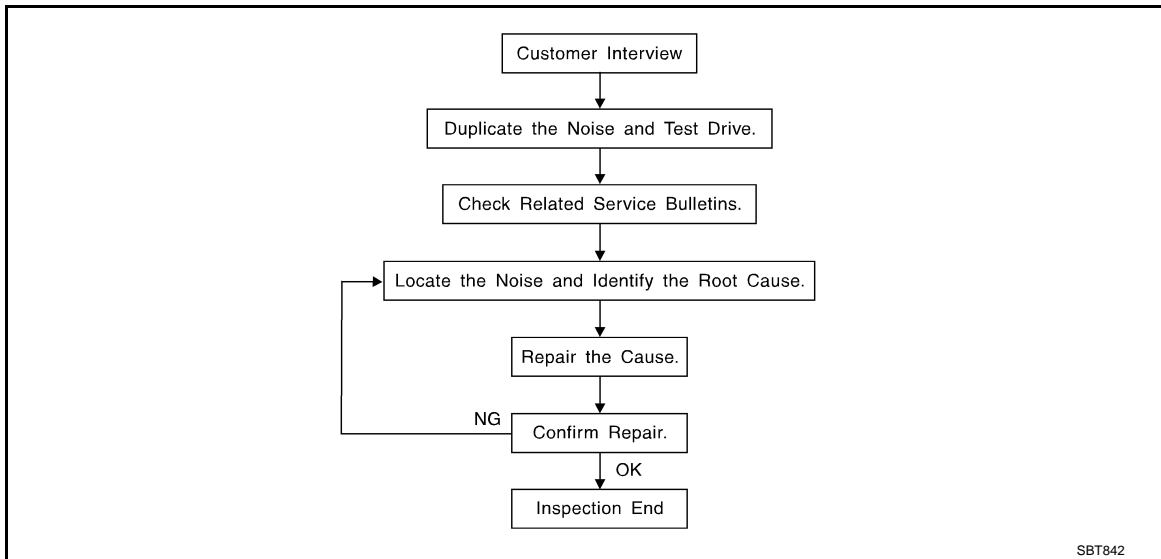 Customer Interview
Duplicate the Noise and Test Drive.
Check Related Service Bulletins.
Locate the Noise and Identify the Root Cause.
Repair the Cause.
NG
Confirm Repair.
OK
Inspection End
SBT842